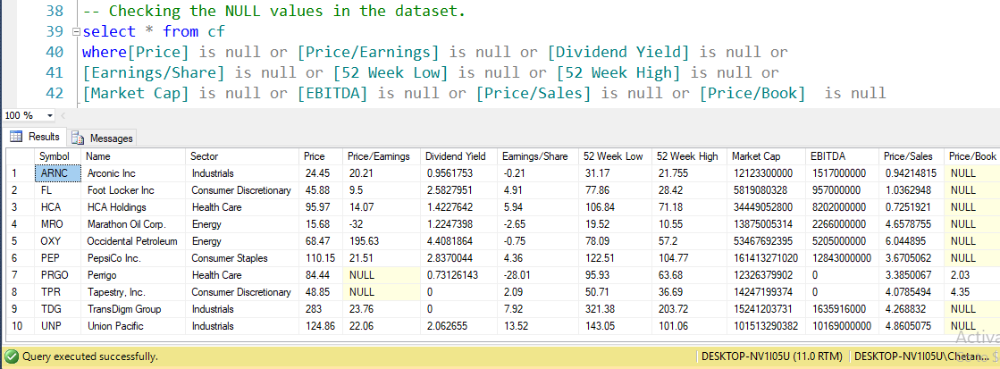 38 -- Checking the NULL values in the dataset.
39 select * from cf
40 where[Price] is null or [Price/Earnings] is null or [Dividend Yield] is null or
41 [Earnings/Share] is null or [52 Week Low] is null or [52 Week High] is null or
42 [Market Cap] is null or [EBITDA] is null or [Price/Sales] is null or [Price/Book]  is null
100 %
Results Messages
Symbol Name Sector Price Price/Earnings Dividend Yield Earnings/Share 52 Week Low 52 Week High Market Cap EBITDA Price/Sales Price/Book
1 ARNC Arconic Inc Industrials 24.45 20.21 0.9561753 -0.21 31.17 21.755 12123300000 1517000000 0.94214815 NULL
2 FL Foot Locker Inc Consumer Discretionary 45.88 9.5 2.5827951 4.91 77.86 28.42 5819080328 957000000 1.0362948 NULL
3 HCA HCA Holdings Health Care 95.97 14.07 1.4227642 5.94 106.84 71.18 34449052800 8202000000 0.7251921 NULL
4 MRO Marathon Oil Corp. Energy 15.68 -32 1.2247398 -2.65 19.52 10.55 13875005314 2266000000 4.6578755 NULL
5 OXY Occidental Petroleum Energy 68.47 195.63 4.4081864 -0.75 78.09 57.2 53467692395 5205000000 6.044895 NULL
6 PEP PepsiCo Inc. Consumer Staples 110.15 21.51 2.8370044 4.36 122.51 104.77 161413271020 12843000000 3.6705062 NULL
7 PRGO Perrigo Health Care 84.44 NULL 0.73126143 -28.01 95.93 63.68 12326379902 0 3.3850067 2.03
8 TPR Tapestry, Inc. Consumer Discretionary 48.85 NULL 0 2.09 50.71 36.69 14247199374 0 4.0785494 4.35
9 TDG TransDigm Group Industrials 283 23.76 0 7.92 321.38 203.72 15241203731 1635916000 4.268832 NULL
10 UNP Union Pacific Industrials 124.86 22.06 2.062655 13.52 143.05 101.06 101513290382 10169000000 4.8605075 NULL
Activa
Query executed successfully. DESKTOP-NV1I05U (11.0 RTM) DESKTOP-NV1I05U\Chetan...